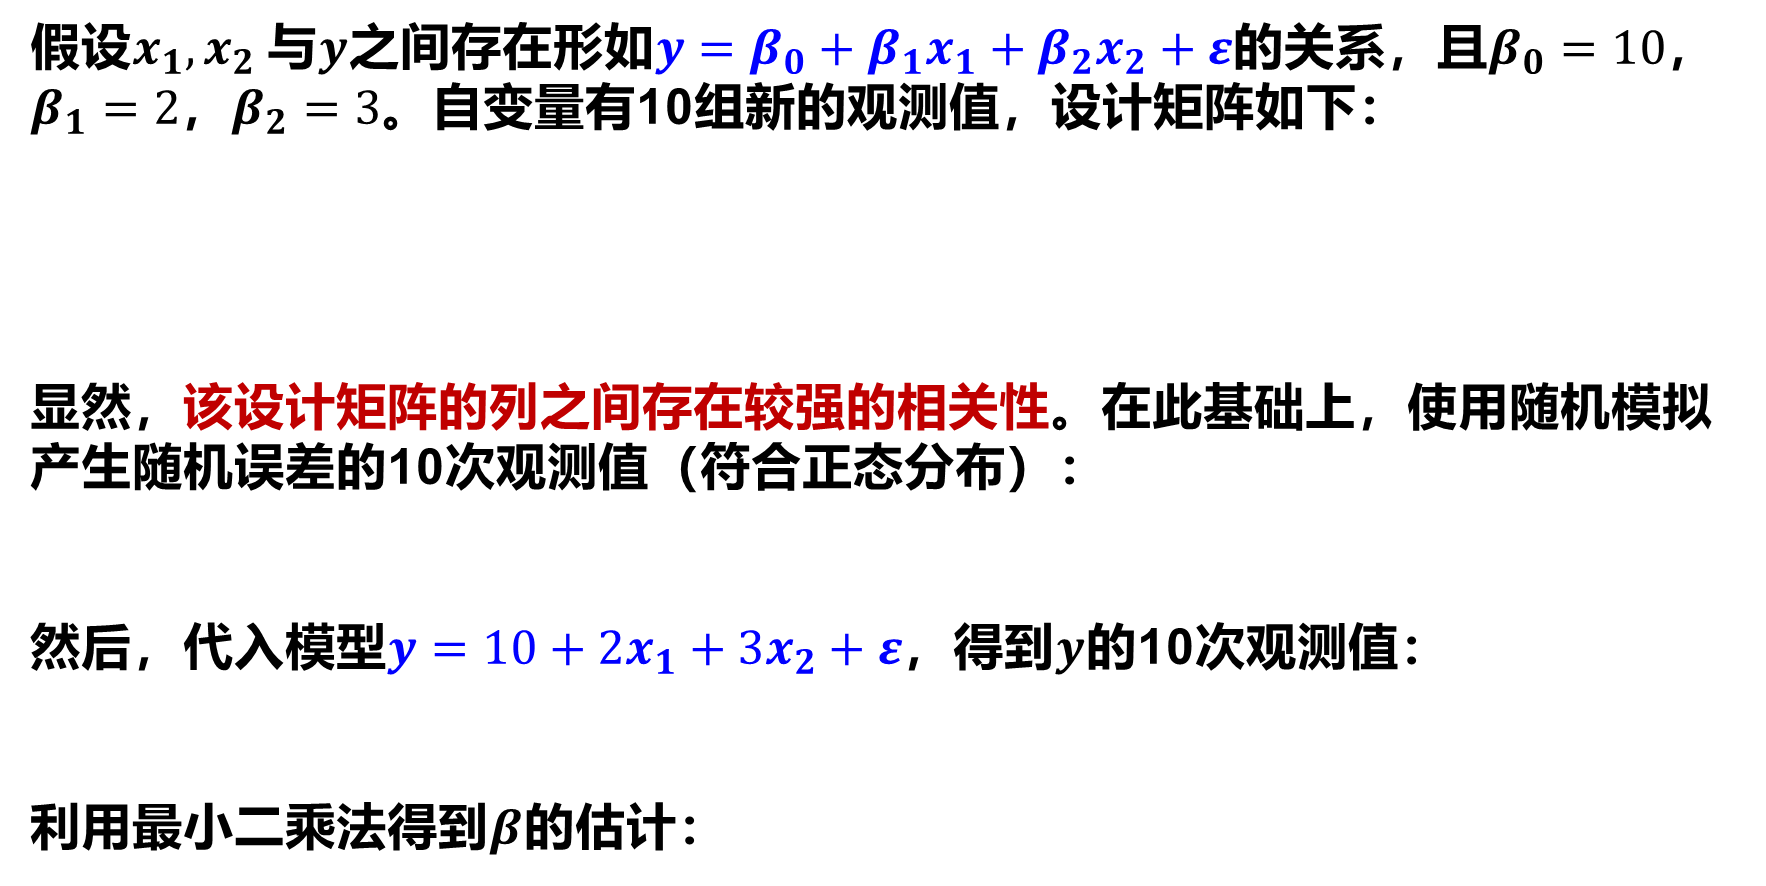 假设x₁, x₂ 与y之间存在形如y = β₀ + β₁x₁ + β₂x₂ + ε的关系，且β₀ = 10，
β₁ = 2，β₂ = 3。自变量有10组新的观测值，设计矩阵如下：
显然，该设计矩阵的列之间存在较强的相关性。在此基础上，使用随机模拟
产生随机误差的10次观测值（符合正态分布）：
然后，代入模型y = 10 + 2x₁ + 3x₂ + ε，得到y的10次观测值：
利用最小二乘法得到β的估计：